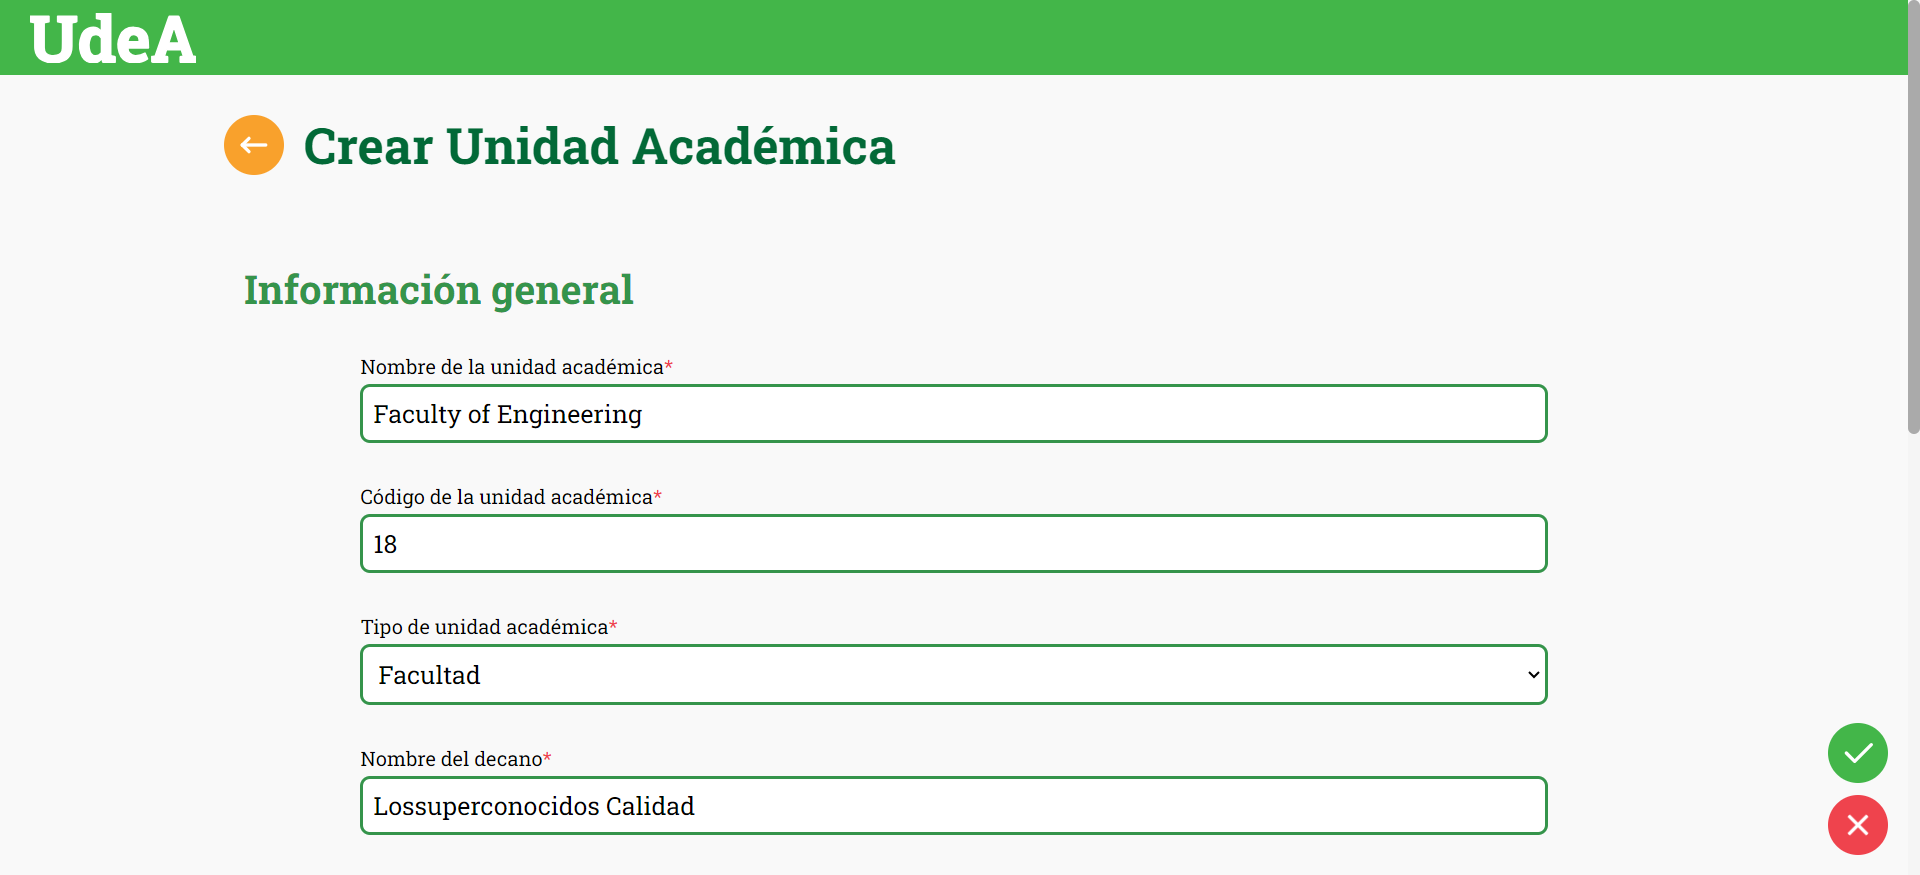 UdeA
Crear Unidad Académica
Información general
Nombre de la unidad académica*
Faculty of Engineering
Código de la unidad académica*
18
Tipo de unidad académica*
Facultad
Nombre del decano*
Lossuperconocidos Calidad